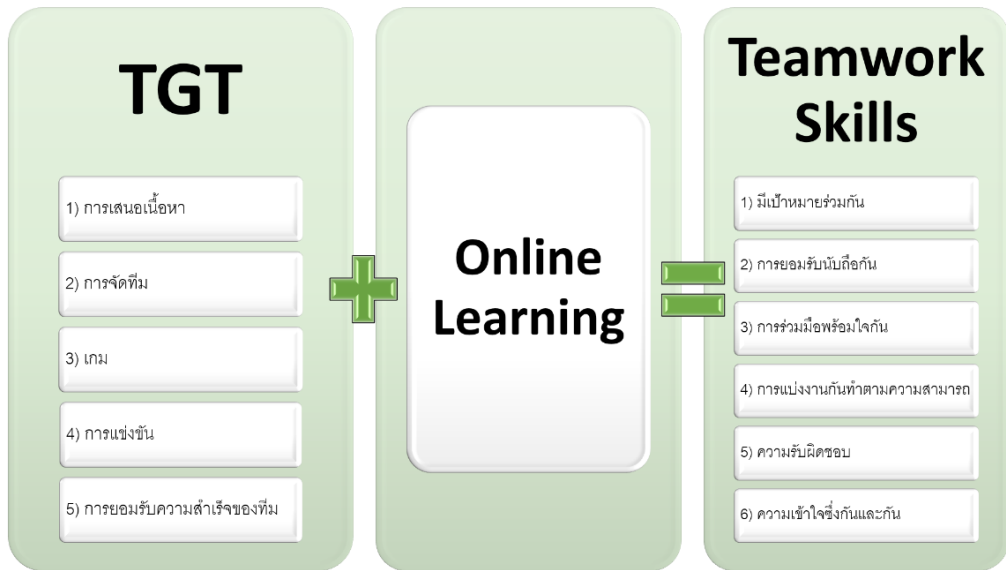 TGT
1) การเสนอเนื้อหา
2) การจัดทีม
3) เกม
4) การแข่งขัน
5) การยอมรับความสำเร็จของทีม
Online
Learning
Teamwork
Skills
1) มีเป้าหมายร่วมกัน
2) การยอมรับนับถือกัน
3) การร่วมมือพร้อมใจกัน
4) การแบ่งงานกันทำตามความสามารถ
5) ความรับผิดชอบ
6) ความเข้าใจซึ่งกันและกัน